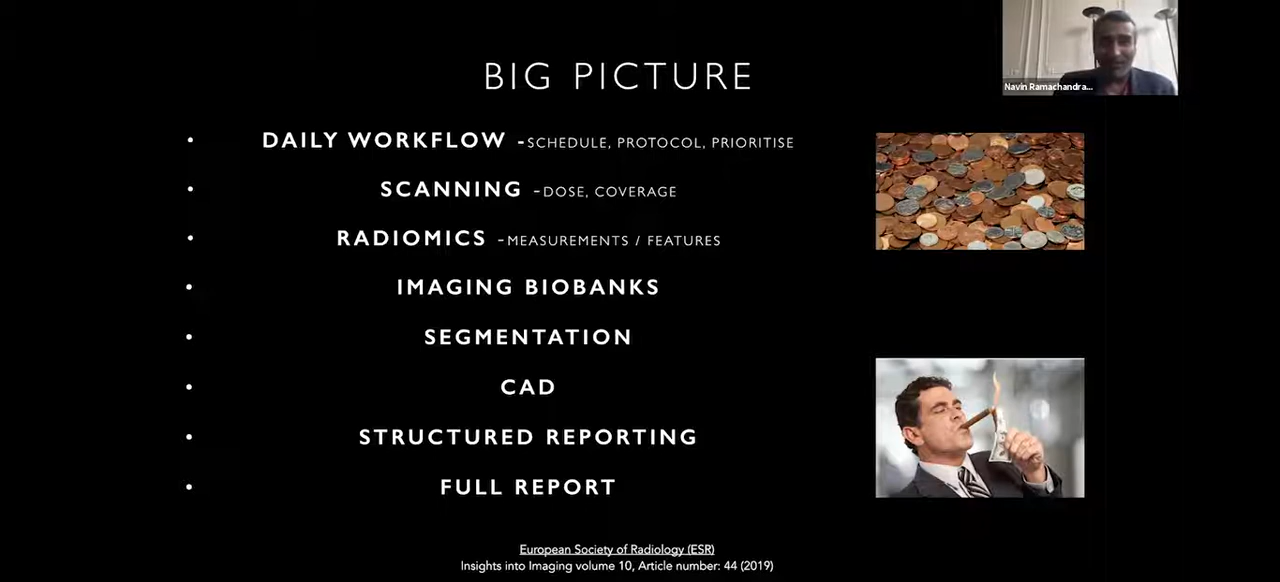 BIG PICTURE
Navin Ramachandra...
• DAILY WORKFLOW -SCHEDULE, PROTOCOL, PRIORITISE
• SCANNING -DOSE, COVERAGE
• RADIOMICS -MEASUREMENTS / FEATURES
• IMAGING BIOBANKS
• SEGMENTATION
• CAD
• STRUCTURED REPORTING
• FULL REPORT
European Society of Radiology (ESR)
Insights into Imaging volume 10, Article number: 44 (2019)